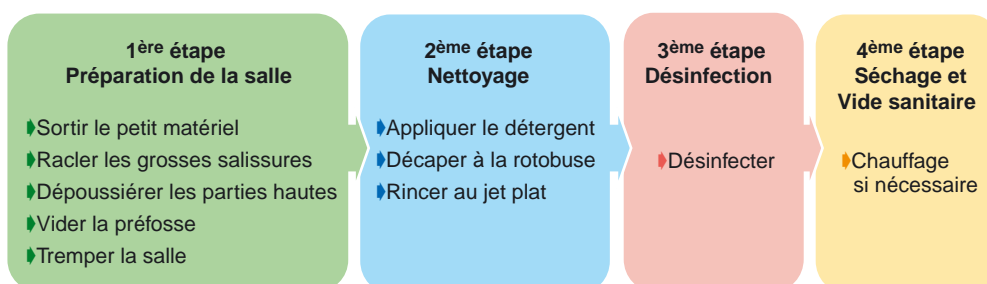 1ère étape
Préparation de la salle
Sortir le petit matériel
Racler les grosses salissures
Dépoussiérer les parties hautes
Vider la préfosse
Tremper la salle
2ème étape
Nettoyage
Appliquer le détergent
Décaper à la rotobuse
Rincer au jet plat
3ème étape
Désinfection
Désinfecter
4ème étape
Séchage et
Vide sanitaire
Chauffage
si nécessaire